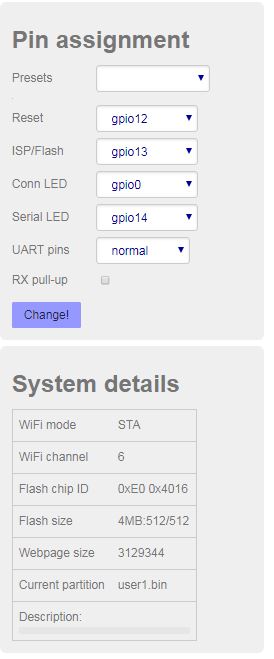 Pin assignment
Presets
Reset gpio12
ISP/Flash gpio13
Conn LED gpio0
Serial LED gpio14
UART pins normal
RX pull-up
Change!
System details
WiFi mode STA
WiFi channel 6
Flash chip ID 0xE0 0x4016
Flash size 4MB:512/512
Webpage size 3129344
Current partition user1.bin
Description: